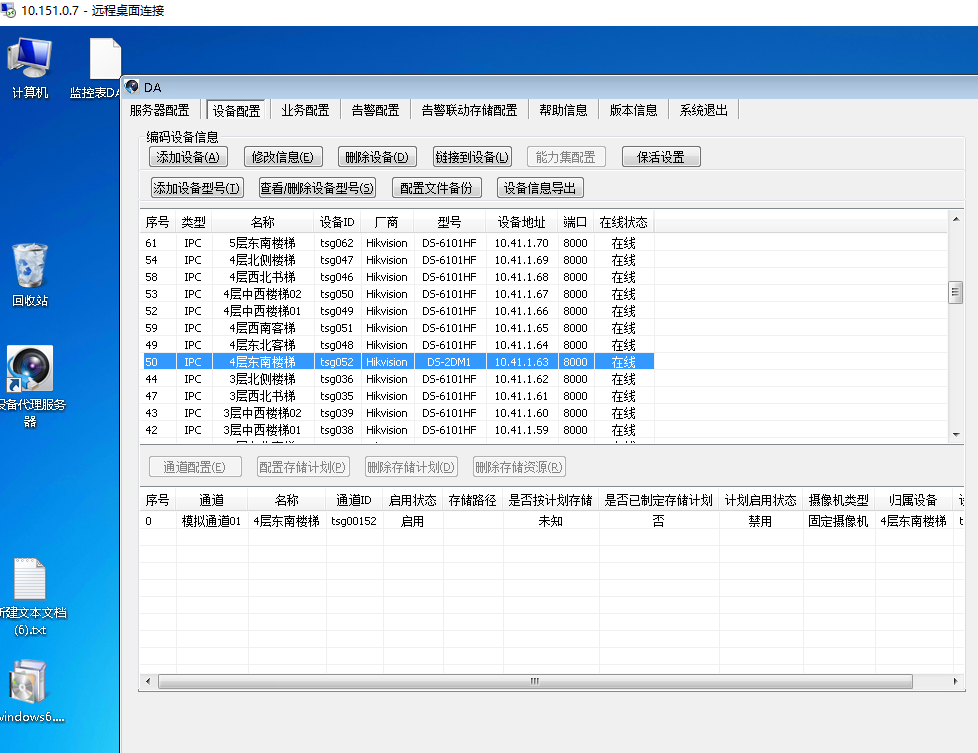 10.151.0.7 - 远程桌面连接
计算机
监控表DA
回收站
设备代理服务
器
新建文本文档
(6).txt
windows6....
DA
服务器配置 设备配置 业务配置 告警配置 告警联动存储配置 帮助信息 版本信息 系统退出
编码设备信息
添加设备(A) 修改信息(E) 删除设备(D) 链接到设备(L) 能力集配置 保活设置
添加设备型号(T) 查看/删除设备型号(S) 配置文件备份 设备信息导出
序号 类型 名称 设备ID 厂商 型号 设备地址 端口 在线状态
61 IPC 5层东南楼梯 tsg062 Hikvision DS-6101HF 10.41.1.70 8000 在线
54 IPC 4层北侧楼梯 tsg047 Hikvision DS-6101HF 10.41.1.69 8000 在线
58 IPC 4层西北书梯 tsg046 Hikvision DS-6101HF 10.41.1.68 8000 在线
53 IPC 4层中西楼梯02 tsg050 Hikvision DS-6101HF 10.41.1.67 8000 在线
52 IPC 4层中西楼梯01 tsg049 Hikvision DS-6101HF 10.41.1.66 8000 在线
59 IPC 4层西南客梯 tsg051 Hikvision DS-6101HF 10.41.1.65 8000 在线
49 IPC 4层东北客梯 tsg048 Hikvision DS-6101HF 10.41.1.64 8000 在线
50 IPC 4层东南楼梯 tsg052 Hikvision DS-2DM1 10.41.1.63 8000 在线
44 IPC 3层北侧楼梯 tsg036 Hikvision DS-6101HF 10.41.1.62 8000 在线
47 IPC 3层西北书梯 tsg035 Hikvision DS-6101HF 10.41.1.61 8000 在线
43 IPC 3层中西楼梯02 tsg039 Hikvision DS-6101HF 10.41.1.60 8000 在线
42 IPC 3层中西楼梯01 tsg038 Hikvision DS-6101HF 10.41.1.59 8000 在线
通道配置(E) 配置存储计划(P) 删除存储计划(D) 删除存储资源(R)
序号 通道 名称 通道ID 启用状态 存储路径 是否按计划存储 是否已制定存储计划 计划启用状态 摄像机类型 归属设备
0 模拟通道01 4层东南楼梯 tsg00152 启用 未知 否 禁用 固定摄像机 4层东南楼梯 t